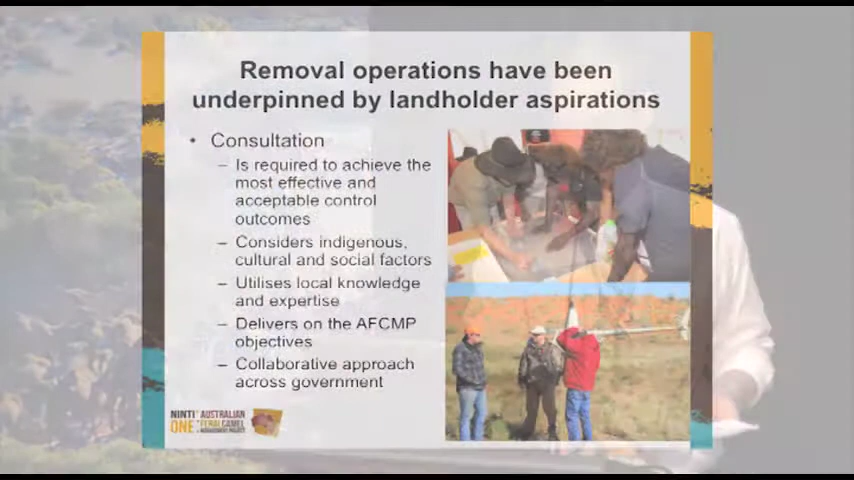 Removal operations have been
underpinned by landholder aspirations
• Consultation
– Is required to achieve the
most effective and
acceptable control
outcomes
– Considers indigenous,
cultural and social factors
– Utilises local knowledge
and expertise
– Delivers on the AFCMP
objectives
– Collaborative approach
across government
NINTI
ONE
AUSTRALIAN
FERAL CAMEL
MANAGEMENT PROJECT